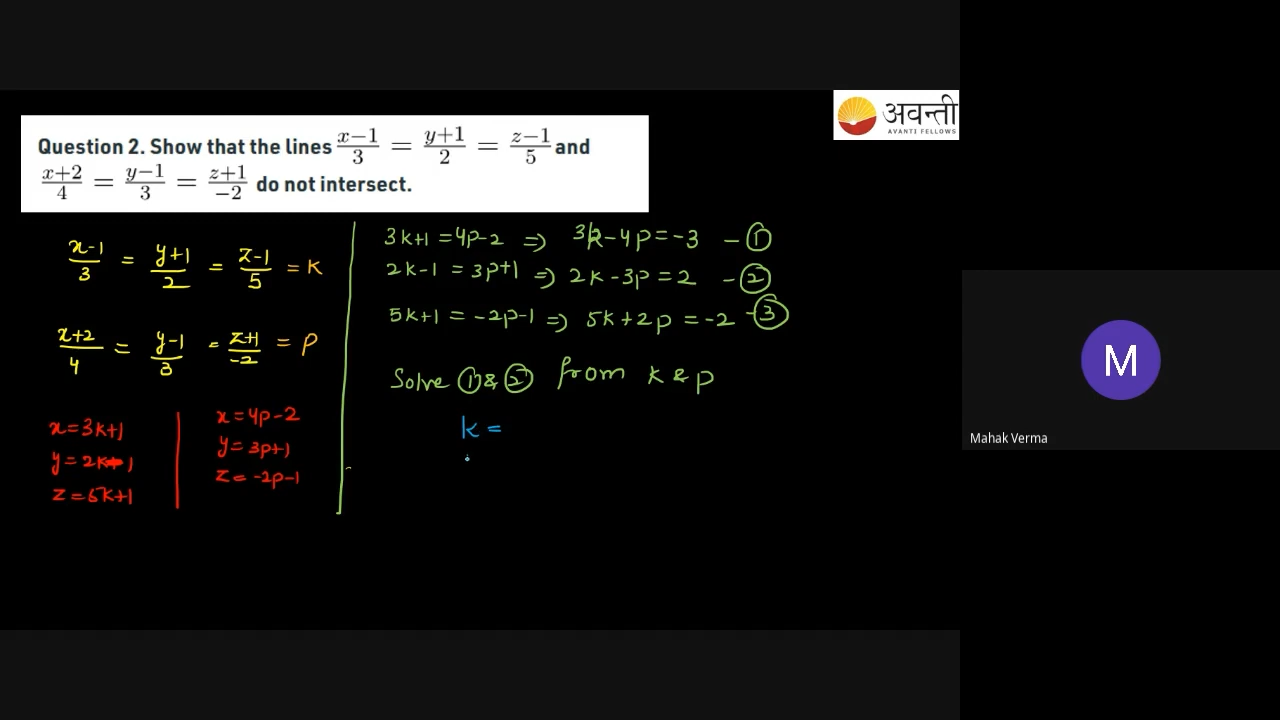 अवन्ती
AVANTI FELLOWS
Question 2. Show that the lines (x−1)/3 = (y+1)/2 = (z−1)/5 and
(x+2)/4 = (y−1)/3 = (z+1)/−2 do not intersect.
(x-1)/3 = (y+1)/2 = (z-1)/5 = k
(x+2)/4 = (y-1)/3 = (z+1)/-2 = P
x=3k+1
y=2k-1
z=5k+1
x=4p-2
y=3p+1
z=-2p-1
3k+1=4p-2 => 3k-4p=-3 -①
2k-1=3p+1 => 2k-3p=2 -②
5k+1=-2p-1 => 5k+2p=-2 -③
Solve ①&② from k & p
k=
M
Mahak Verma